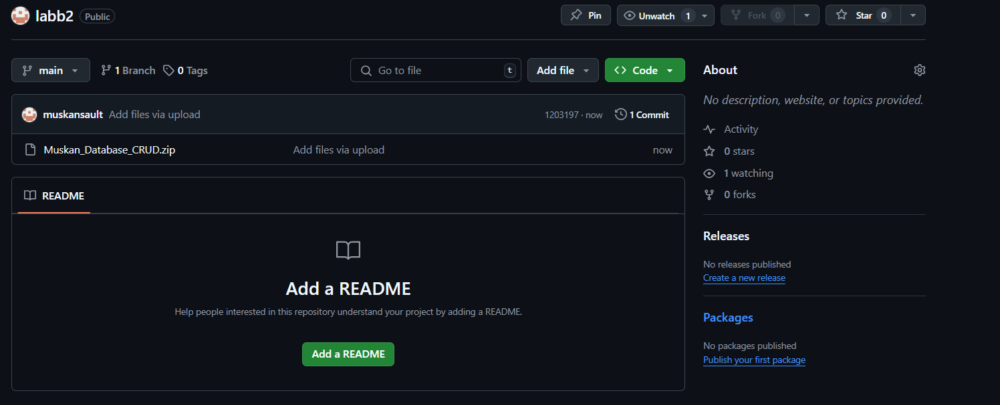 labb2 Public Pin Unwatch 1 Fork 0 Star 0
main 1 Branch 0 Tags Go to file t Add file Code
muskansault Add files via upload 1203197 · now 1 Commit
Muskan_Database_CRUD.zip Add files via upload now
README
Add a README
Help people interested in this repository understand your project by adding a README.
Add a README
About
No description, website, or topics provided.
Activity
0 stars
1 watching
0 forks
Releases
No releases published
Create a new release
Packages
No packages published
Publish your first package